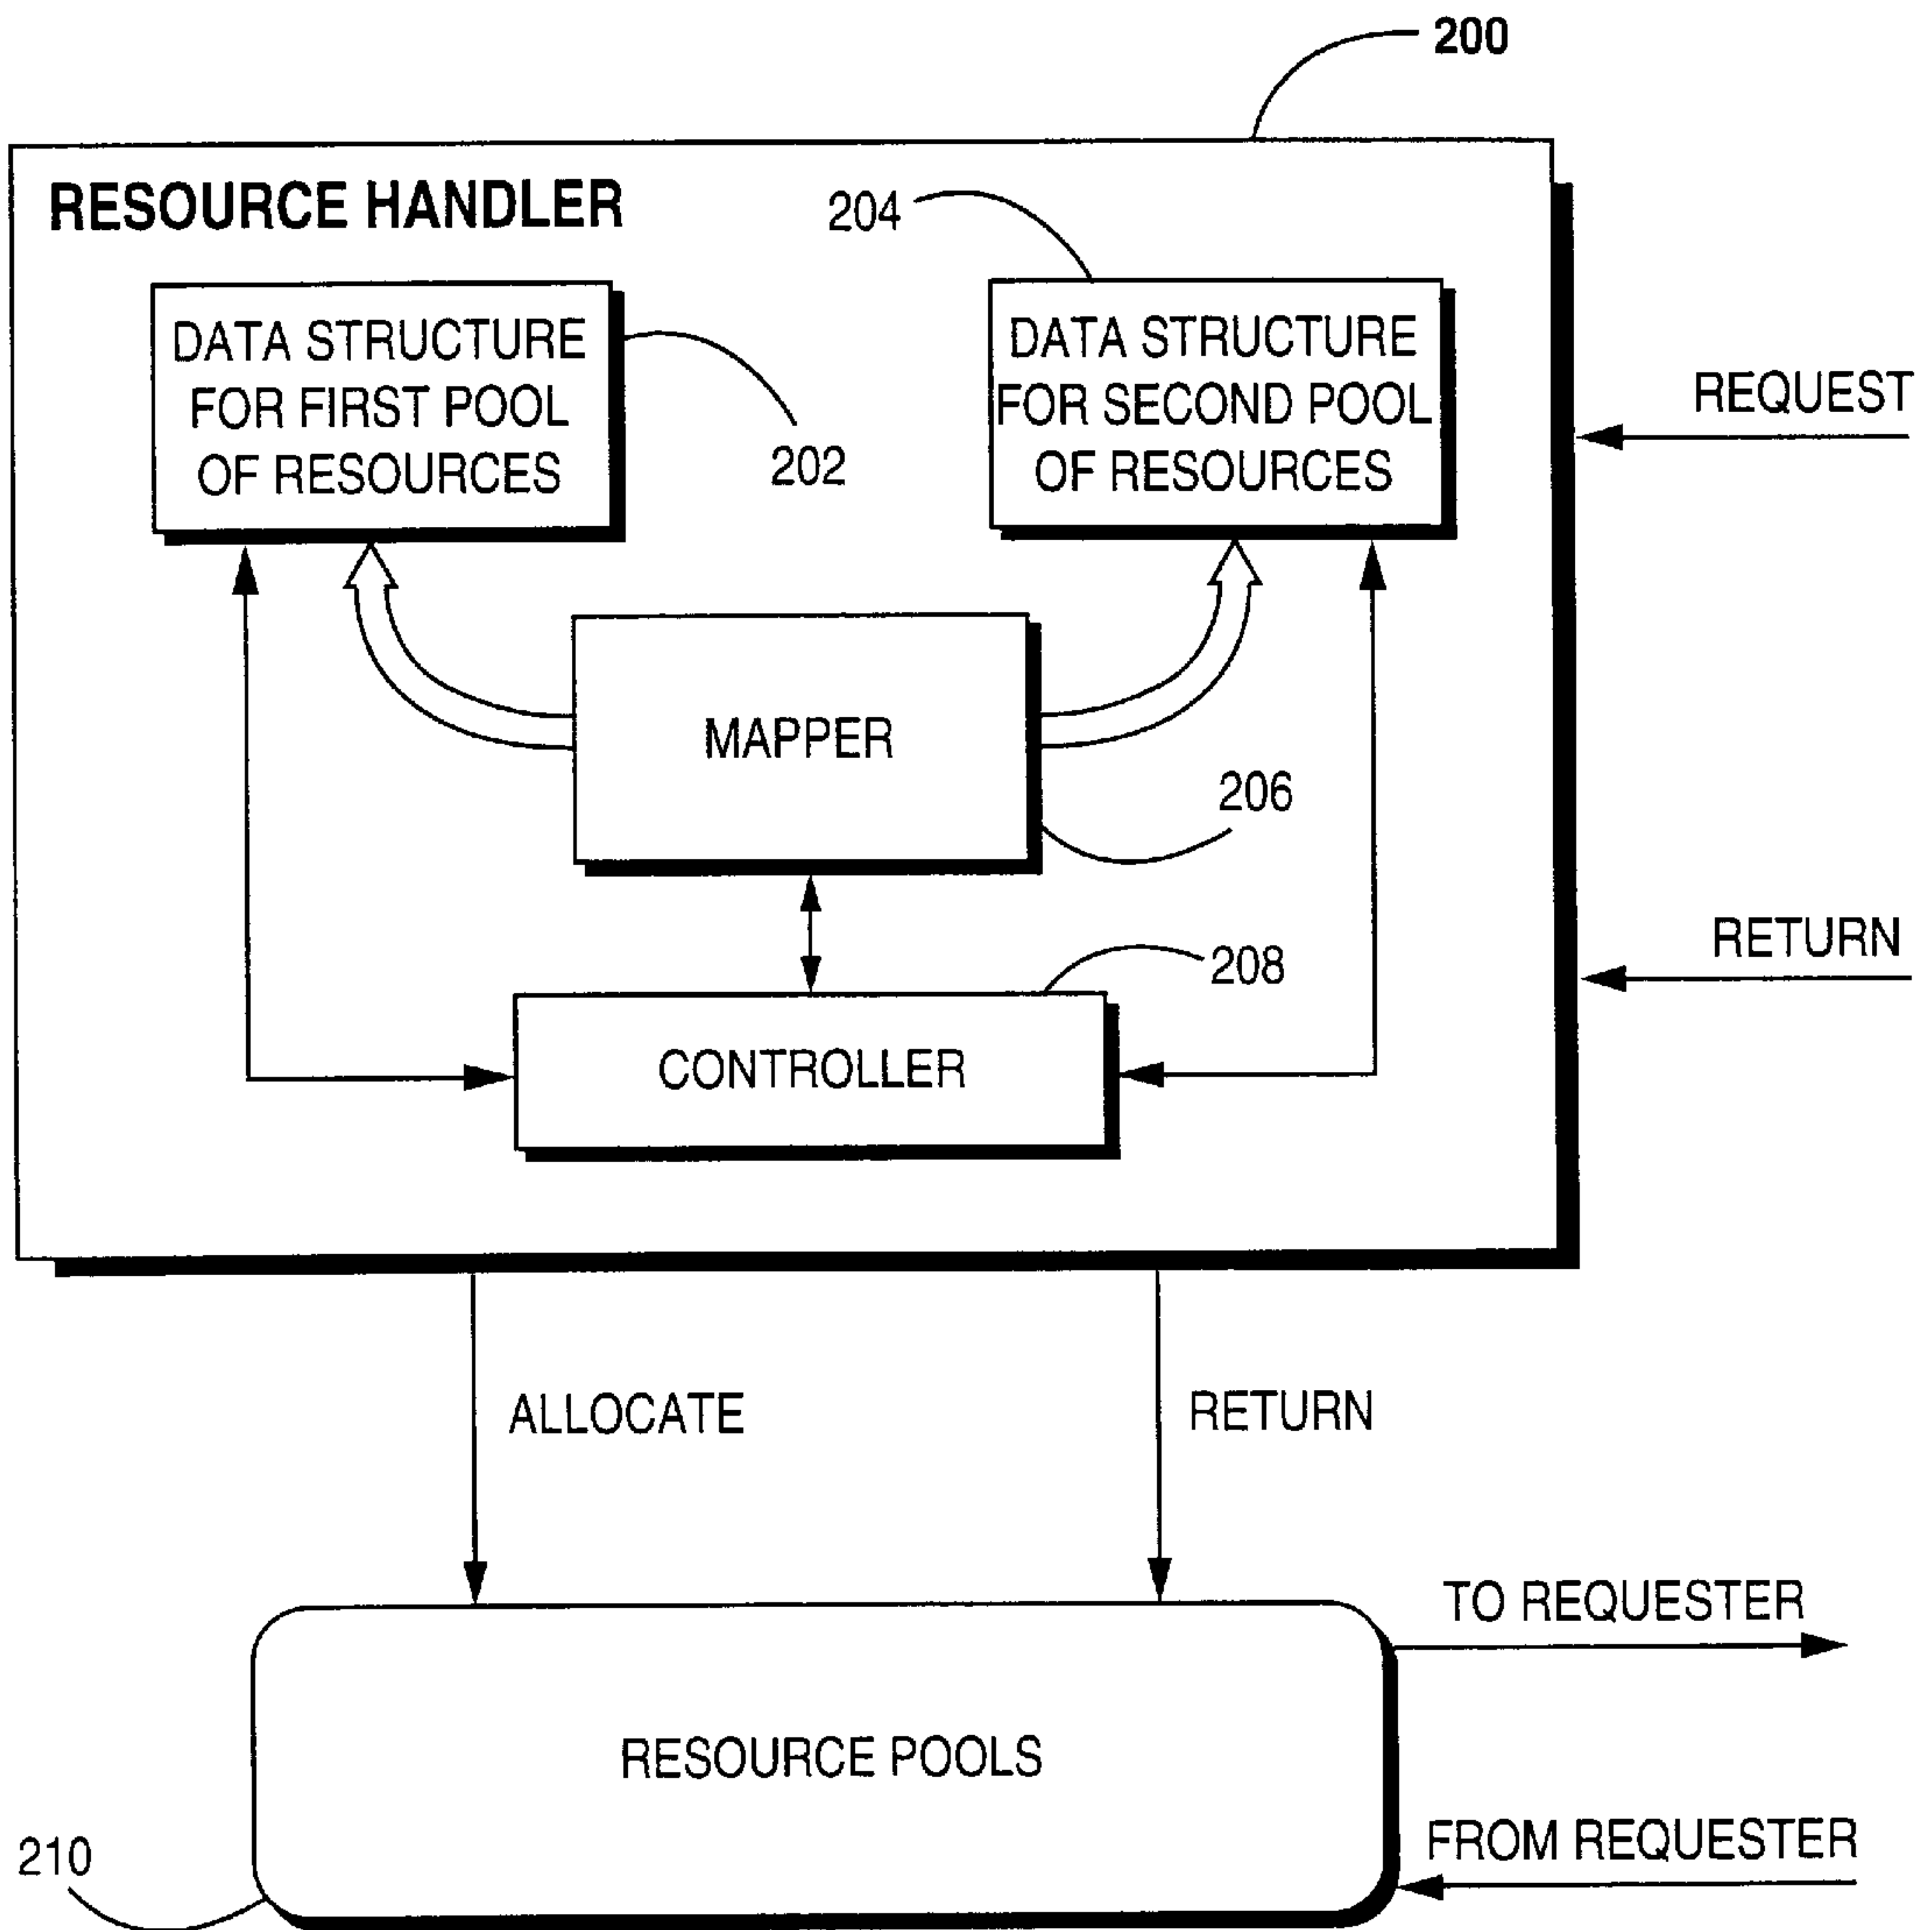 200
RESOURCE HANDLER
204
DATA STRUCTURE
FOR FIRST POOL
OF RESOURCES
202
DATA STRUCTURE
FOR SECOND POOL
OF RESOURCES
REQUEST
MAPPER
206
RETURN
208
CONTROLLER
ALLOCATE
RETURN
TO REQUESTER
RESOURCE POOLS
FROM REQUESTER
210